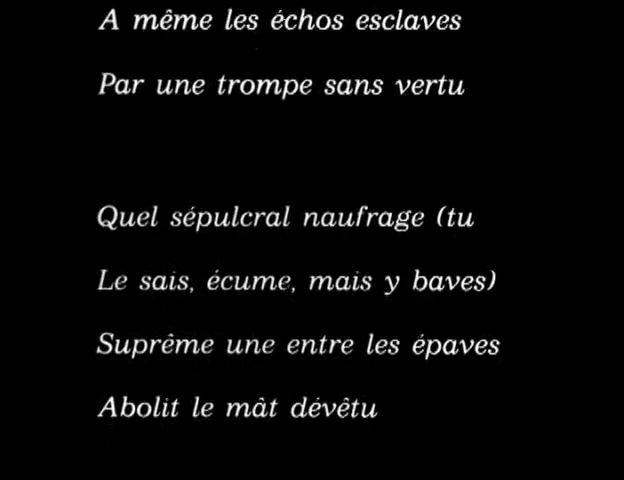 A même les échos esclaves
Par une trompe sans vertu
Quel sépulcral naufrage (tu
Le sais, écume, mais y baves)
Suprême une entre les épaves
Abolit le mât dévêtu